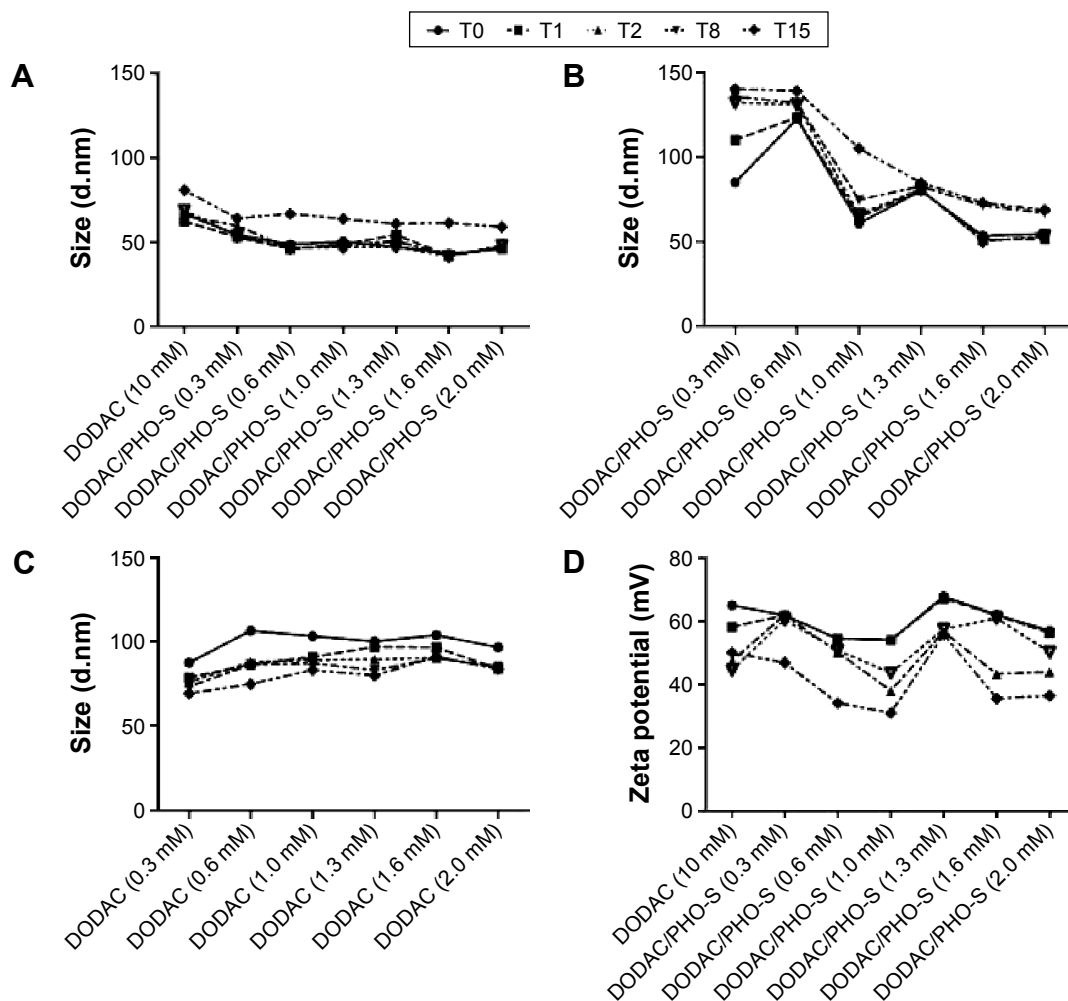 T0 T1 T2 T8 T15
A
Size (d.nm)
150
100
50
0
DODAC (10 mM)
DODAC/PHO-S (0.3 mM)
DODAC/PHO-S (0.6 mM)
DODAC/PHO-S (1.0 mM)
DODAC/PHO-S (1.3 mM)
DODAC/PHO-S (1.6 mM)
DODAC/PHO-S (2.0 mM)
B
Size (d.nm)
150
100
50
0
DODAC/PHO-S (0.3 mM)
DODAC/PHO-S (0.6 mM)
DODAC/PHO-S (1.0 mM)
DODAC/PHO-S (1.3 mM)
DODAC/PHO-S (1.6 mM)
DODAC/PHO-S (2.0 mM)
C
Size (d.nm)
150
100
50
0
DODAC (0.3 mM)
DODAC (0.6 mM)
DODAC (1.0 mM)
DODAC (1.3 mM)
DODAC (1.6 mM)
DODAC (2.0 mM)
D
Zeta potential (mV)
80
60
40
20
0
DODAC (10 mM)
DODAC/PHO-S (0.3 mM)
DODAC/PHO-S (0.6 mM)
DODAC/PHO-S (1.0 mM)
DODAC/PHO-S (1.3 mM)
DODAC/PHO-S (1.6 mM)
DODAC/PHO-S (2.0 mM)